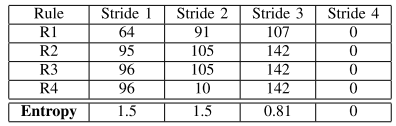 Rule Stride 1 Stride 2 Stride 3 Stride 4
R1 64 91 107 0
R2 95 105 142 0
R3 96 105 142 0
R4 96 10 142 0
Entropy 1.5 1.5 0.81 0